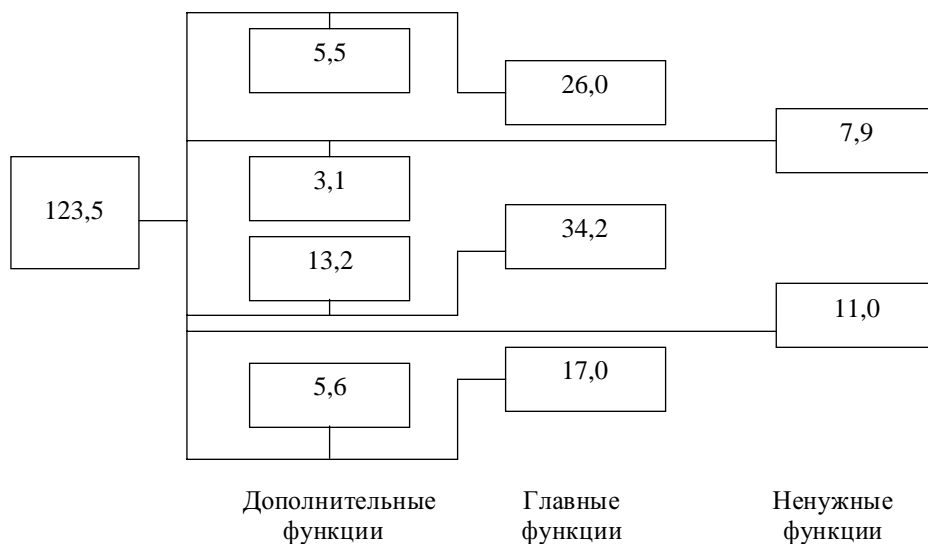 5,5
26,0
7,9
3,1
123,5
34,2
13,2
11,0
5,6
17,0
Дополнительные
функции
Главные
функции
Ненужные
функции